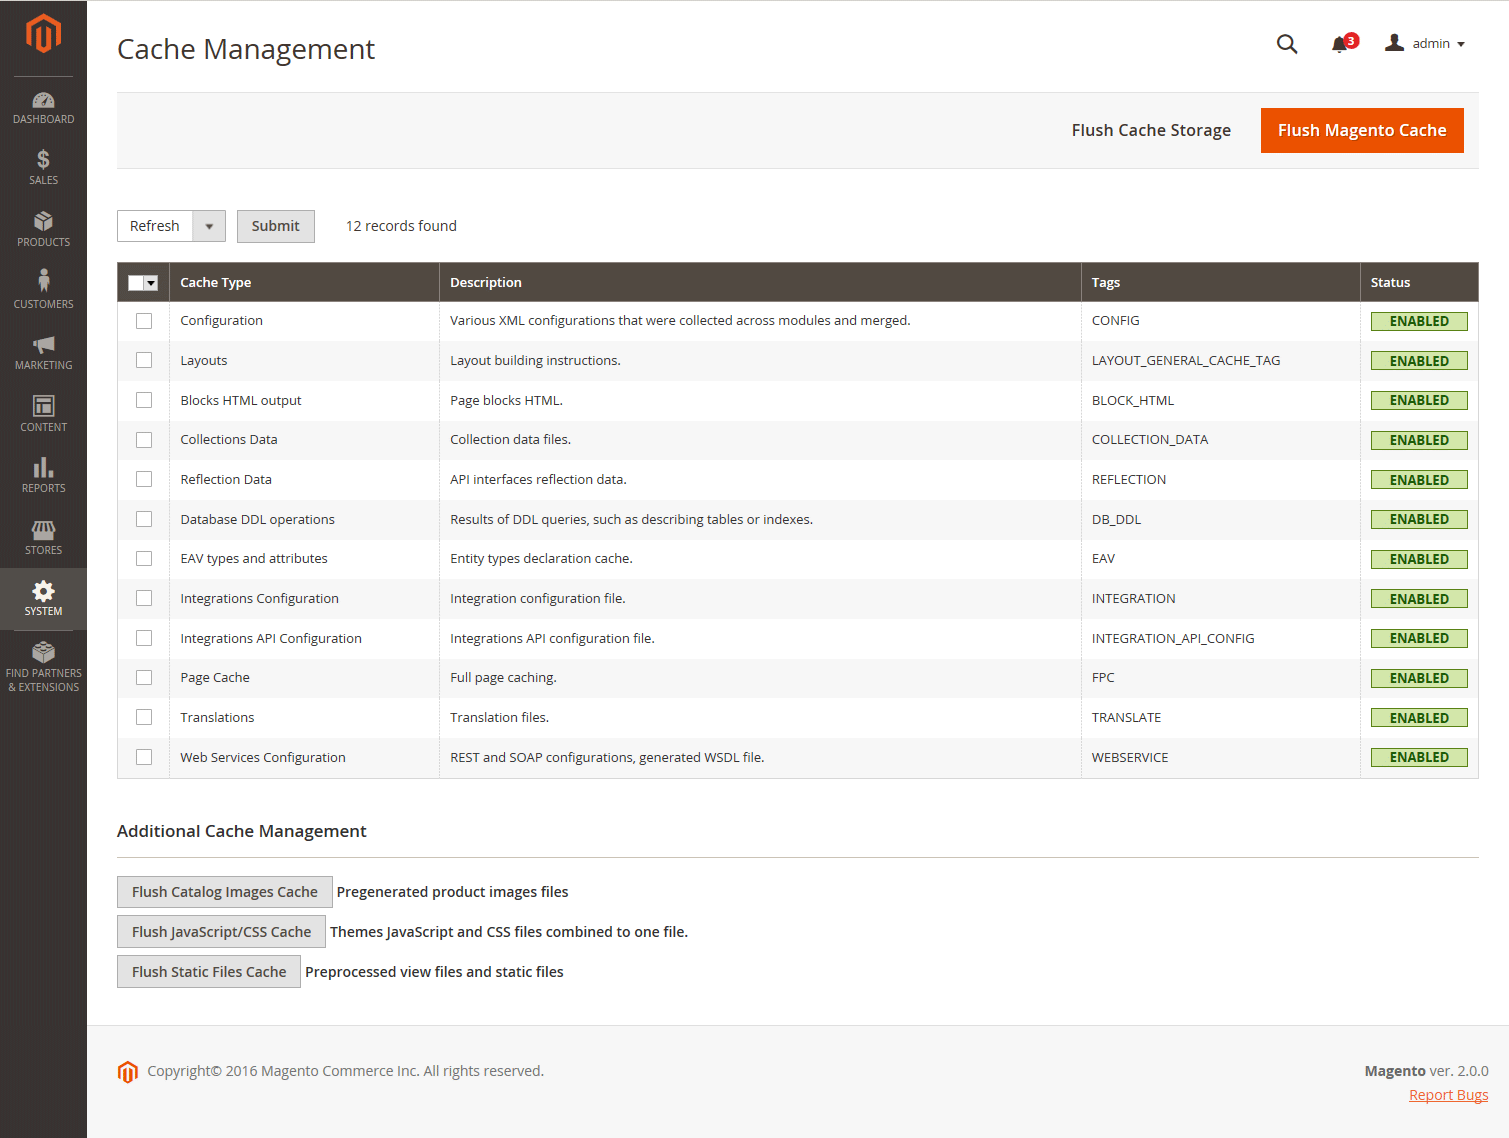 Cache Management
3
admin
DASHBOARD
SALES
PRODUCTS
CUSTOMERS
MARKETING
CONTENT
REPORTS
STORES
SYSTEM
FIND PARTNERS
& EXTENSIONS
Flush Cache Storage
Flush Magento Cache
Refresh
Submit
12 records found
Cache Type Description Tags Status
Configuration Various XML configurations that were collected across modules and merged. CONFIG ENABLED
Layouts Layout building instructions. LAYOUT_GENERAL_CACHE_TAG ENABLED
Blocks HTML output Page blocks HTML. BLOCK_HTML ENABLED
Collections Data Collection data files. COLLECTION_DATA ENABLED
Reflection Data API interfaces reflection data. REFLECTION ENABLED
Database DDL operations Results of DDL queries, such as describing tables or indexes. DB_DDL ENABLED
EAV types and attributes Entity types declaration cache. EAV ENABLED
Integrations Configuration Integration configuration file. INTEGRATION ENABLED
Integrations API Configuration Integrations API configuration file. INTEGRATION_API_CONFIG ENABLED
Page Cache Full page caching. FPC ENABLED
Translations Translation files. TRANSLATE ENABLED
Web Services Configuration REST and SOAP configurations, generated WSDL file. WEBSERVICE ENABLED
Additional Cache Management
Flush Catalog Images Cache Pregenerated product images files
Flush JavaScript/CSS Cache Themes JavaScript and CSS files combined to one file.
Flush Static Files Cache Preprocessed view files and static files
Copyright© 2016 Magento Commerce Inc. All rights reserved.
Magento ver. 2.0.0
Report Bugs